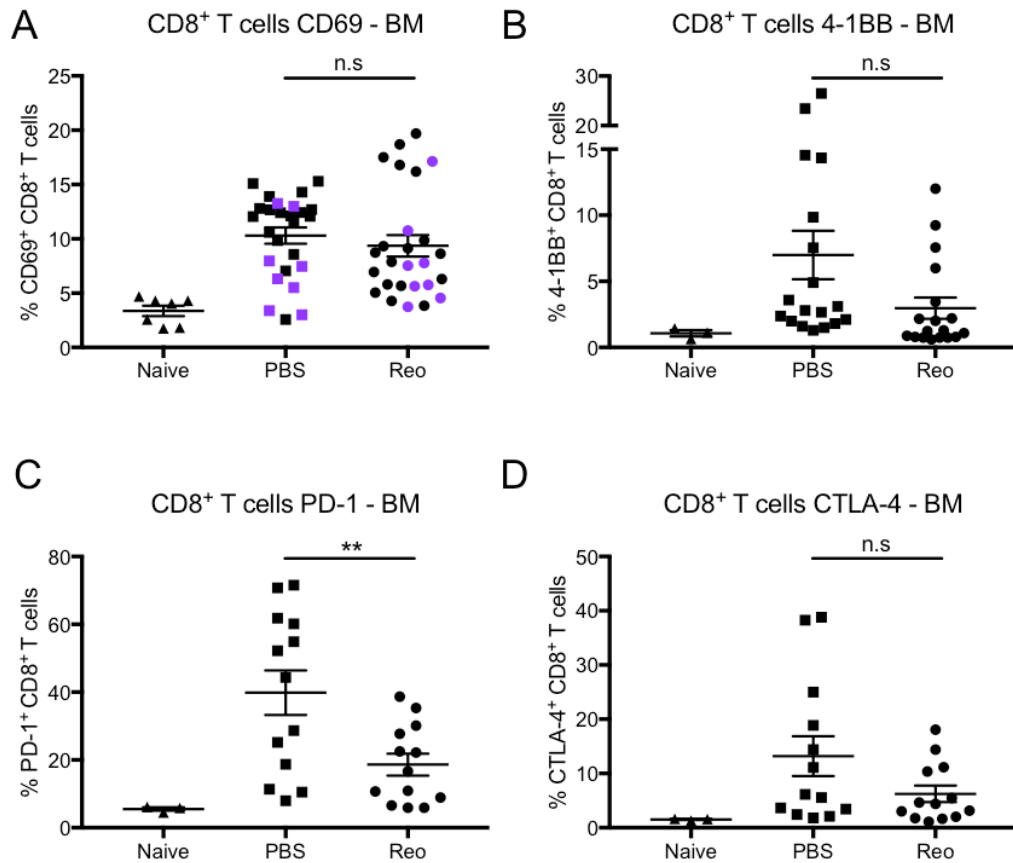 A
CD8⁺ T cells CD69 - BM
n.s
% CD69⁺ CD8⁺ T cells
25
20
15
10
5
0
Naive PBS Reo
B
CD8⁺ T cells 4-1BB - BM
n.s
% 4-1BB⁺ CD8⁺ T cells
30
20
15
10
5
0
Naive PBS Reo
C
CD8⁺ T cells PD-1 - BM
**
% PD-1⁺ CD8⁺ T cells
80
60
40
20
0
Naive PBS Reo
D
CD8⁺ T cells CTLA-4 - BM
n.s
% CTLA-4⁺ CD8⁺ T cells
50
40
30
20
10
0
Naive PBS Reo